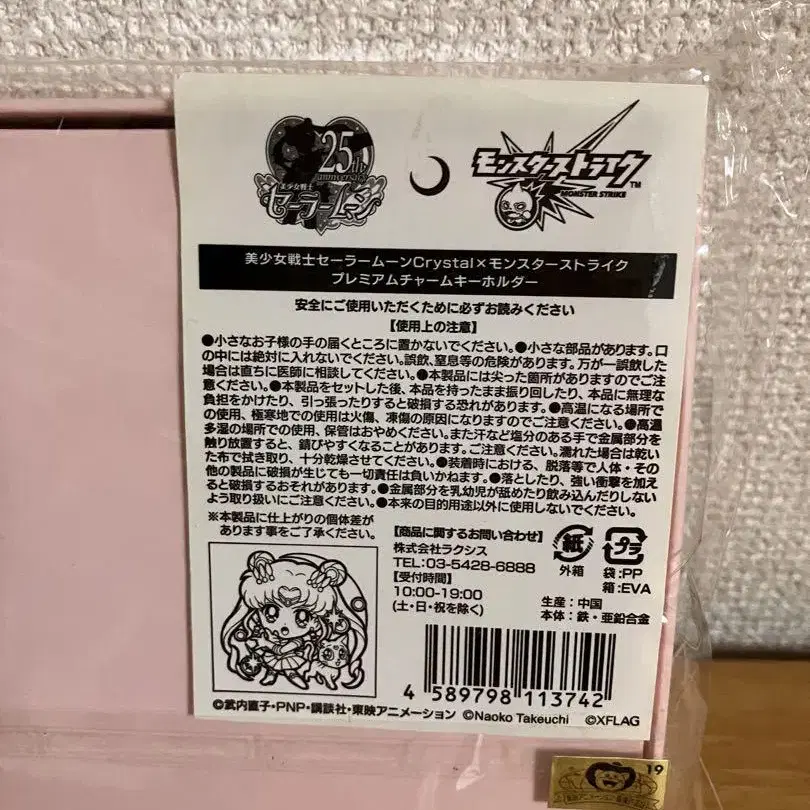 25th
anniversary
美少女戦士
セーラームーン
モンスターストライク
TM
MONSTER STRIKE
美少女戦士セーラームーンCrystal×モンスターストライク
プレミアムチャームキーホルダー
安全にご使用いただくために必ずお読みください
【使用上の注意】
●小さなお子様の手の届くところに置かないでください。●小さな部品があります。口
の中には絶対に入れないでください。誤飲、窒息等の危険があります。万が一誤飲した
場合は直ちに医師に相談してください。●本製品には尖った箇所がありますのでご注
意ください。●本製品をセットした後、本品を持ったまま振り回したり、本品に無理な
負担をかけたり、引っ張ったりすると破損する恐れがあります。●高温になる場所で
の使用、極寒地での使用は火傷、凍傷の原因になりますのでご注意ください。●高温
多湿の場所での使用、保管はおやめください。また汗など塩分のある手で金属部分を
触り放置すると、錆びやすくなることがあります。ご注意ください。濡れた場合は乾い
た布で拭き取り、十分乾燥させてください。●装着時における、脱落等で人体・その
他の製品に破損が生じても一切責任は負いかねます。●落としたり、強い衝撃を加え
ると破損するおそれがあります。●金属部分を乳幼児が舐めたり飲み込んだりしない
よう取り扱いにご注意ください。●本来の目的用途以外に使用しないでください。
※本製品に仕上がりの個体差が
あります事をご了承ください。
【商品に関するお問い合わせ】
株式会社ラクシス
TEL:03-5428-6888
【受付時間】
10:00-19:00
(土・日・祝を除く)
紙
外箱
プラ
袋:PP
箱:EVA
生産:中国
本体:鉄・亜鉛合金
4 589798 113742
©武内直子・PNP・講談社・東映アニメーション ©Naoko Takeuchi ©XFLAG
19